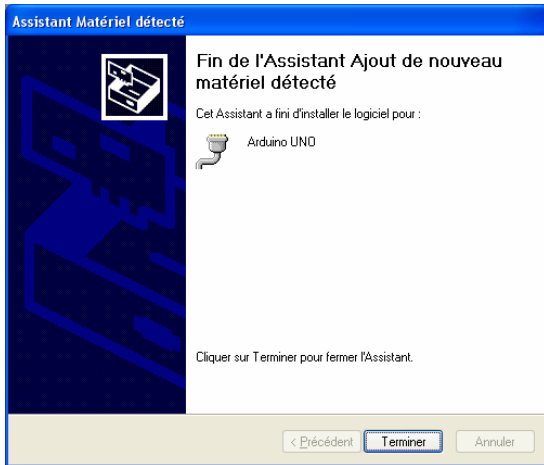 Assistant Matériel détecté
Fin de l'Assistant Ajout de nouveau
matériel détecté
Cet Assistant a fini d'installer le logiciel pour :
Arduino UNO
Cliquer sur Terminer pour fermer l'Assistant.
< Précédent
Terminer
Annuler